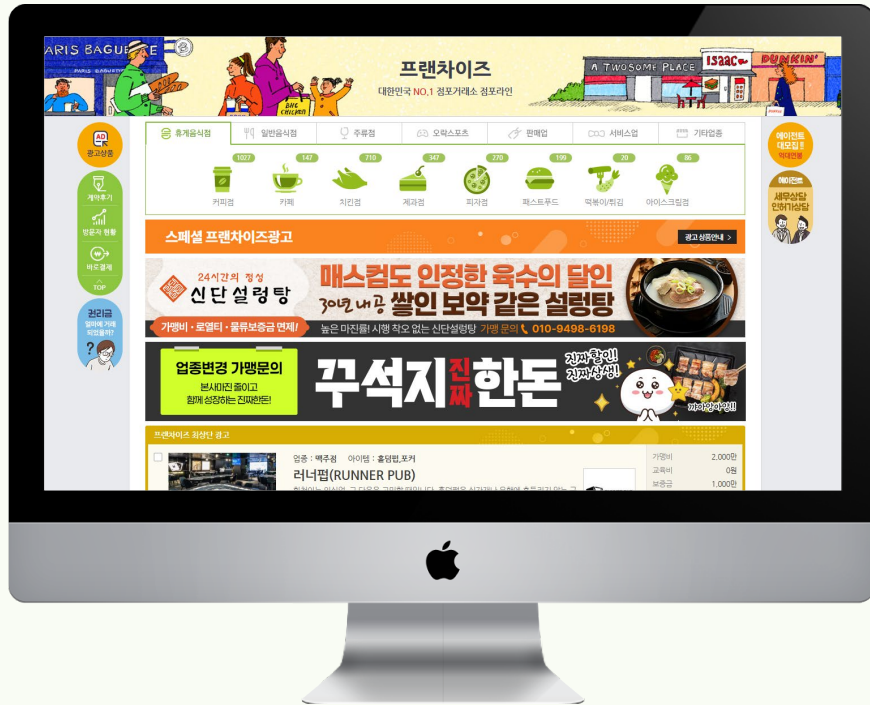 ARIS BAGUE E
PARIS BAGUE
BHC
CHICKEN
프랜차이즈
대한민국 NO.1 점포거래소 점포라인
A TWOSOME PLACE
ISAAC
DUNKIN'
AD
광고상품
계약후기
방문자 현황
바로결제
TOP
권리금
얼마에 거래
되었을까?
휴게음식점
일반음식점
주류점
오락스포츠
판매업
서비스업
기타업종
1027
147
710
347
270
199
20
86
커피점
카페
치킨점
제과점
피자점
패스트푸드
떡볶이/튀김
아이스크림점
에이전트
대모집!!
억대연봉
에이전트
세무상담
인허가상담
스페셜 프랜차이즈광고
광고상품안내 >
24시간의 정성
신단설렁탕
가맹비 · 로열티 · 물류보증금 면제!
매스컴도 인정한 육수의 달인
30년 내공 쌀인 보약 같은 설렁탕
높은 마진률! 시행 착오 없는 신단설렁탕 가맹 문의 010-9498-6198
업종변경 가맹문의
본사마진 줄이고
함께 성장하는 진짜한돈!
꾸석지 진짜 한돈
진짜할인!!
진짜상생!
프랜차이즈 최상단 광고
업종 : 맥주점 아이템 : 홀덤펍,포커
러너펍(RUNNER PUB)
가맹비 2,000만
교육비 0원
보증금 1,000만